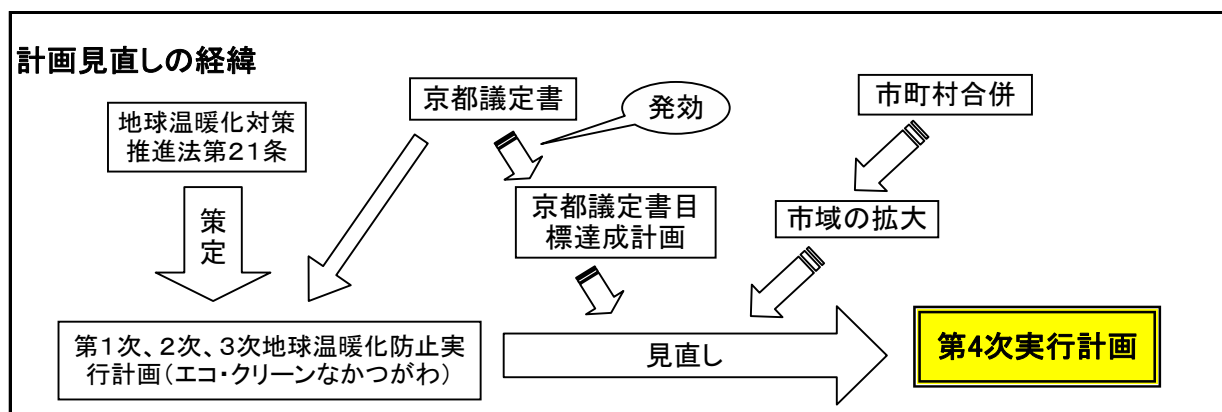 計画見直しの経緯
京都議定書
発効
市町村合併
地球温暖化対策
推進法第21条
策
定
京都議定書目
標達成計画
市域の拡大
第1次、2次、3次地球温暖化防止実
行計画(エコ・クリーンなかつがわ)
見直し
第4次実行計画